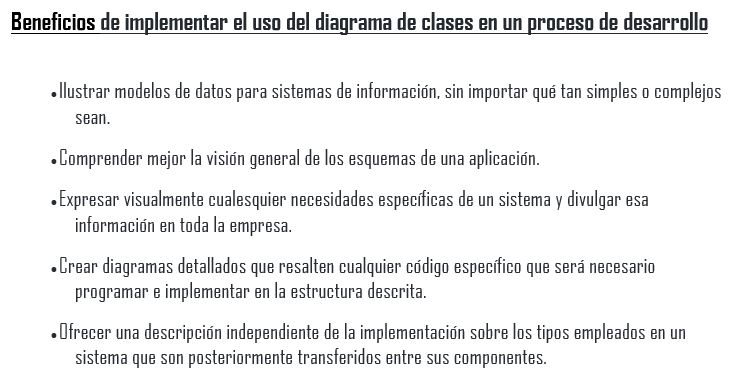 Beneficios de implementar el uso del diagrama de clases en un proceso de desarrollo
• Ilustrar modelos de datos para sistemas de información, sin importar qué tan simples o complejos
sean.
• Comprender mejor la visión general de los esquemas de una aplicación.
• Expresar visualmente cualesquier necesidades específicas de un sistema y divulgar esa
información en toda la empresa.
• Crear diagramas detallados que resalten cualquier código específico que será necesario
programar e implementar en la estructura descrita.
• Ofrecer una descripción independiente de la implementación sobre los tipos empleados en un
sistema que son posteriormente transferidos entre sus componentes.